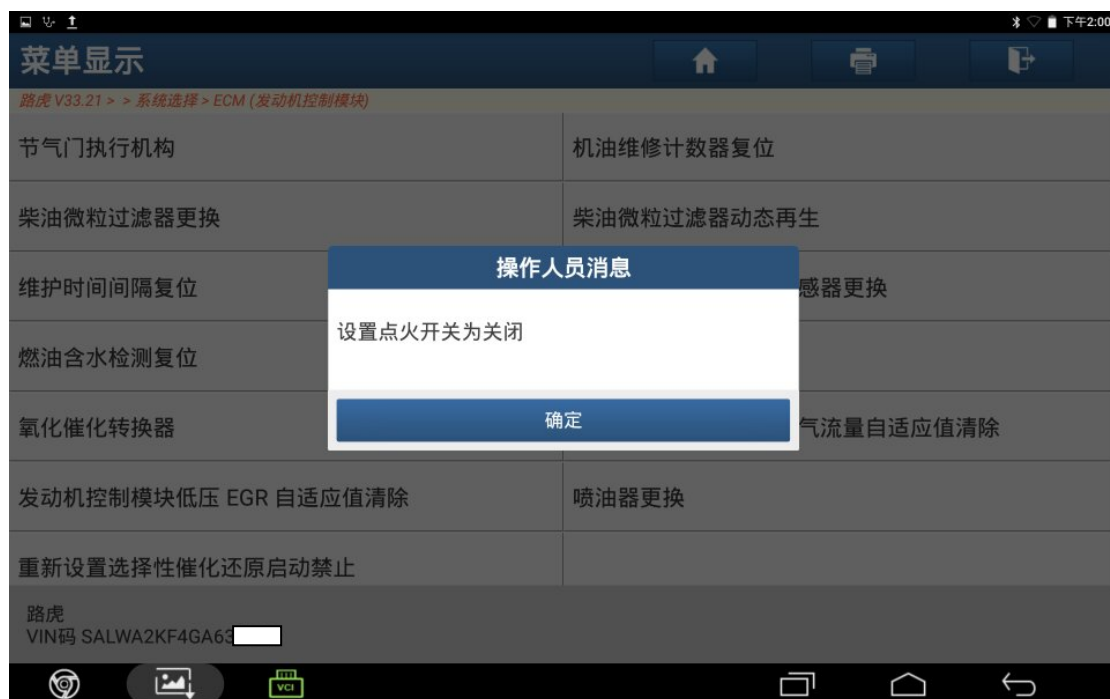 下午2:00
菜单显示
路虎 V33.21 > > 系统选择 > ECM (发动机控制模块)
节气门执行机构
机油维修计数器复位
柴油微粒过滤器更换
柴油微粒过滤器动态再生
操作人员消息
维护时间间隔复位
感器更换
设置点火开关为关闭
燃油含水检测复位
确定
氧化催化转换器
气流量自适应值清除
发动机控制模块低压 EGR 自适应值清除
喷油器更换
重新设置选择性催化还原启动禁止
路虎
VIN码 SALWA2KF4GA63
VCI